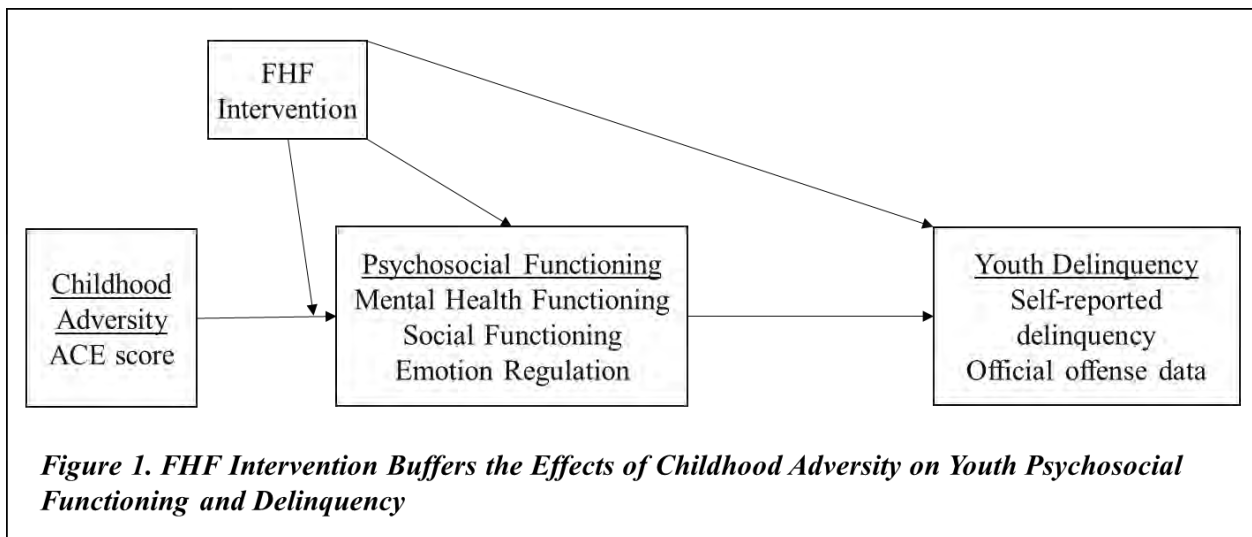 FHF
Intervention
Childhood
Adversity
ACE score
Psychosocial Functioning
Mental Health Functioning
Social Functioning
Emotion Regulation
Youth Delinquency
Self-reported
delinquency
Official offense data
Figure 1. FHF Intervention Buffers the Effects of Childhood Adversity on Youth Psychosocial
Functioning and Delinquency